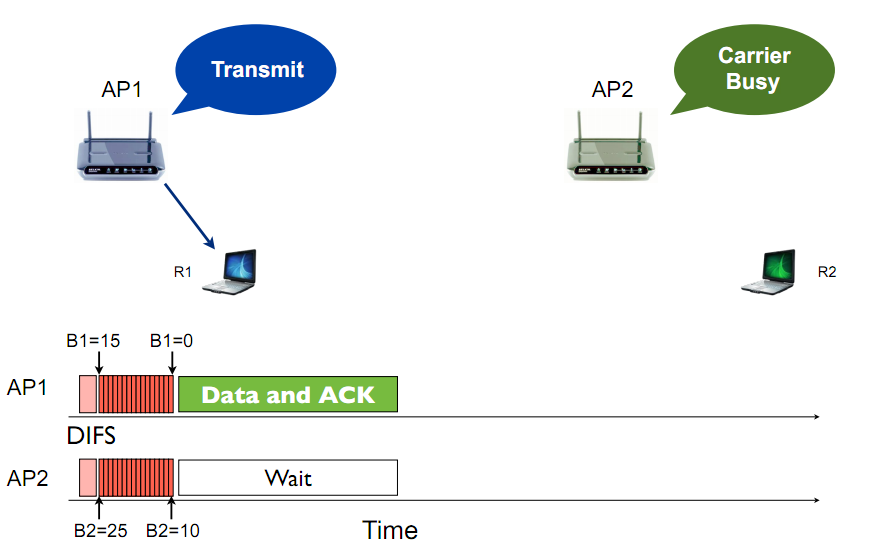 Transmit
Carrier
Busy
AP1
AP2
R1
R2
B1=15
B1=0
AP1
Data and ACK
DIFS
AP2
Wait
B2=25
B2=10
Time